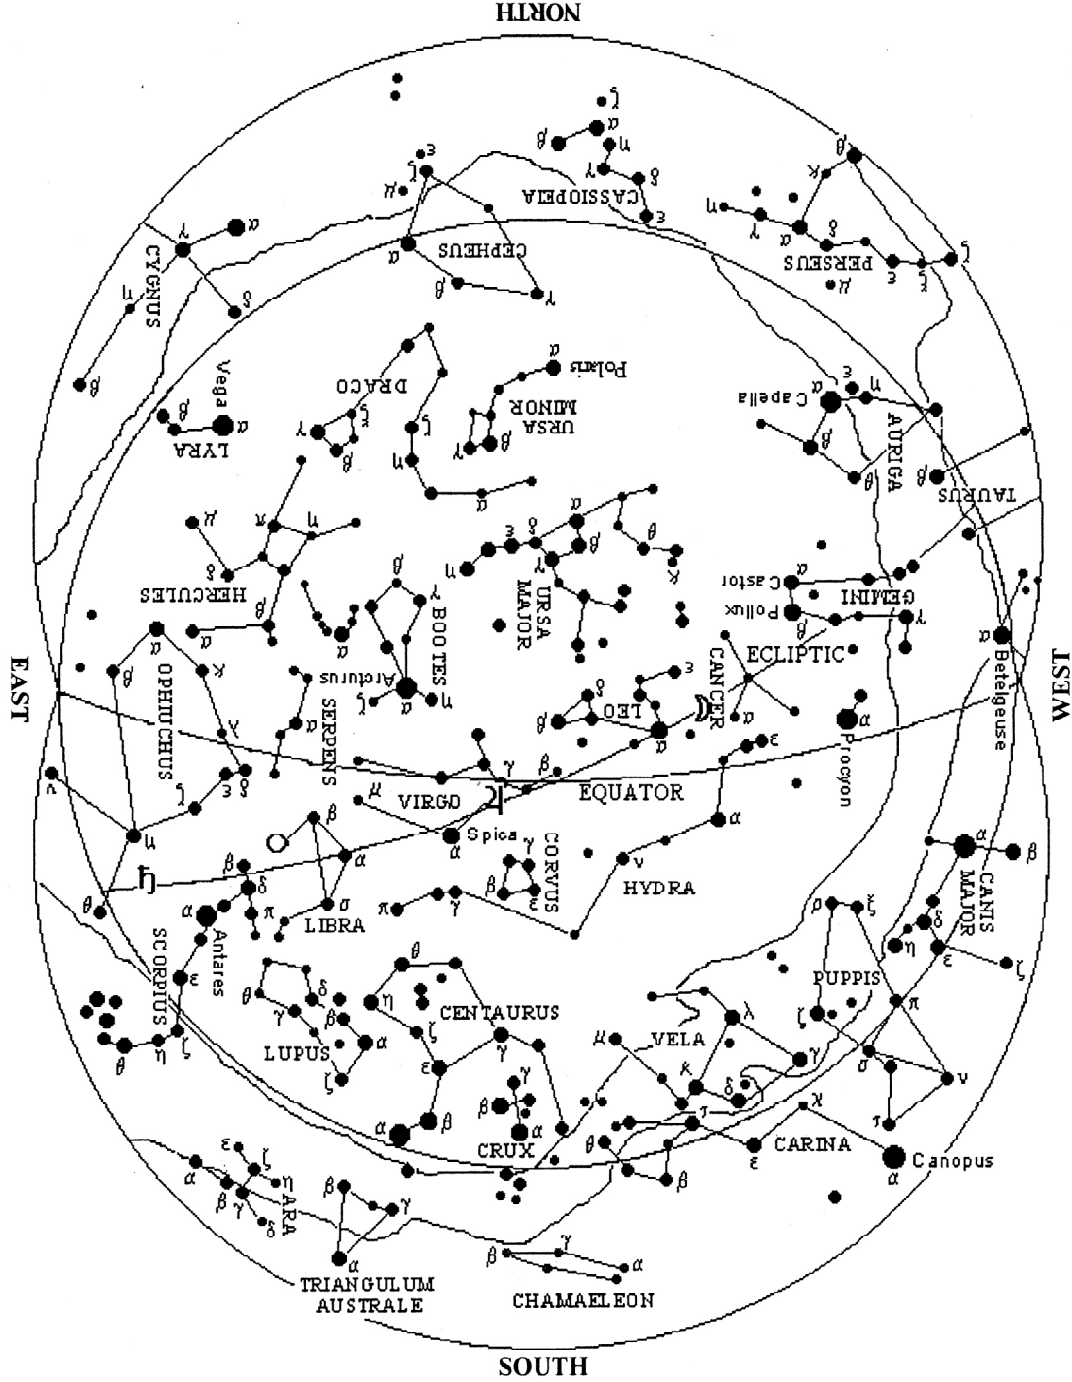 NORTH
CASSIOPEIA
ζ
β
α
η
γ
δ
ε
CEPHEUS
ε
ζ
μ
α
β
γ
PERSEUS
β
κ
η
γ
α
δ
ε
ξ
ζ
μ
CYGNUS
γ
α
η
δ
β
DRACO
γ
β
ξ
ζ
η
α
Polaris
α
URSA
MINOR
γ
β
Vega
α
β
LYRA
Capella
α
ε
η
β
θ
AURIGA
TAURUS
β
HERCULES
μ
π
η
δ
β
α
URSA
MAJOR
η
ε
δ
α
β
γ
θ
κ
BOOTES
β
γ
Arcturus
ζ
α
η
α
Castor
α
Pollux
β
GEMINI
γ
ECLIPTIC
CANCER
α
EAST
WEST
α
Betelgeuse
OPHIUCHUS
α
β
κ
λ
ε
δ
ζ
ν
η
θ
SERPENS
α
LEO
ε
δ
β
α
Procyon
α
EQUATOR
VIRGO
γ
β
μ
Spica
α
♃
☽
♄
LIBRA
β
α
σ
CORVUS
γ
β
ε
HYDRA
ε
α
ν
γ
π
CANIS
MAJOR
α
β
δ
η
ε
ζ
SCORPIUS
Antares
β
δ
π
α
ε
ζ
η
θ
LUPUS
θ
δ
γ
β
α
ζ
CENTAURUS
θ
η
ζ
ε
γ
β
α
CRUX
γ
β
α
VELA
μ
λ
κ
δ
γ
PUPPIS
ρ
ξ
ζ
π
σ
ν
τ
CARINA
τ
χ
ε
θ
β
Canopus
α
ARA
ε
ζ
α
β
γ
η
δ
TRIANGULUM
AUSTRALE
β
γ
α
CHAMAELEON
β
γ
α
SOUTH